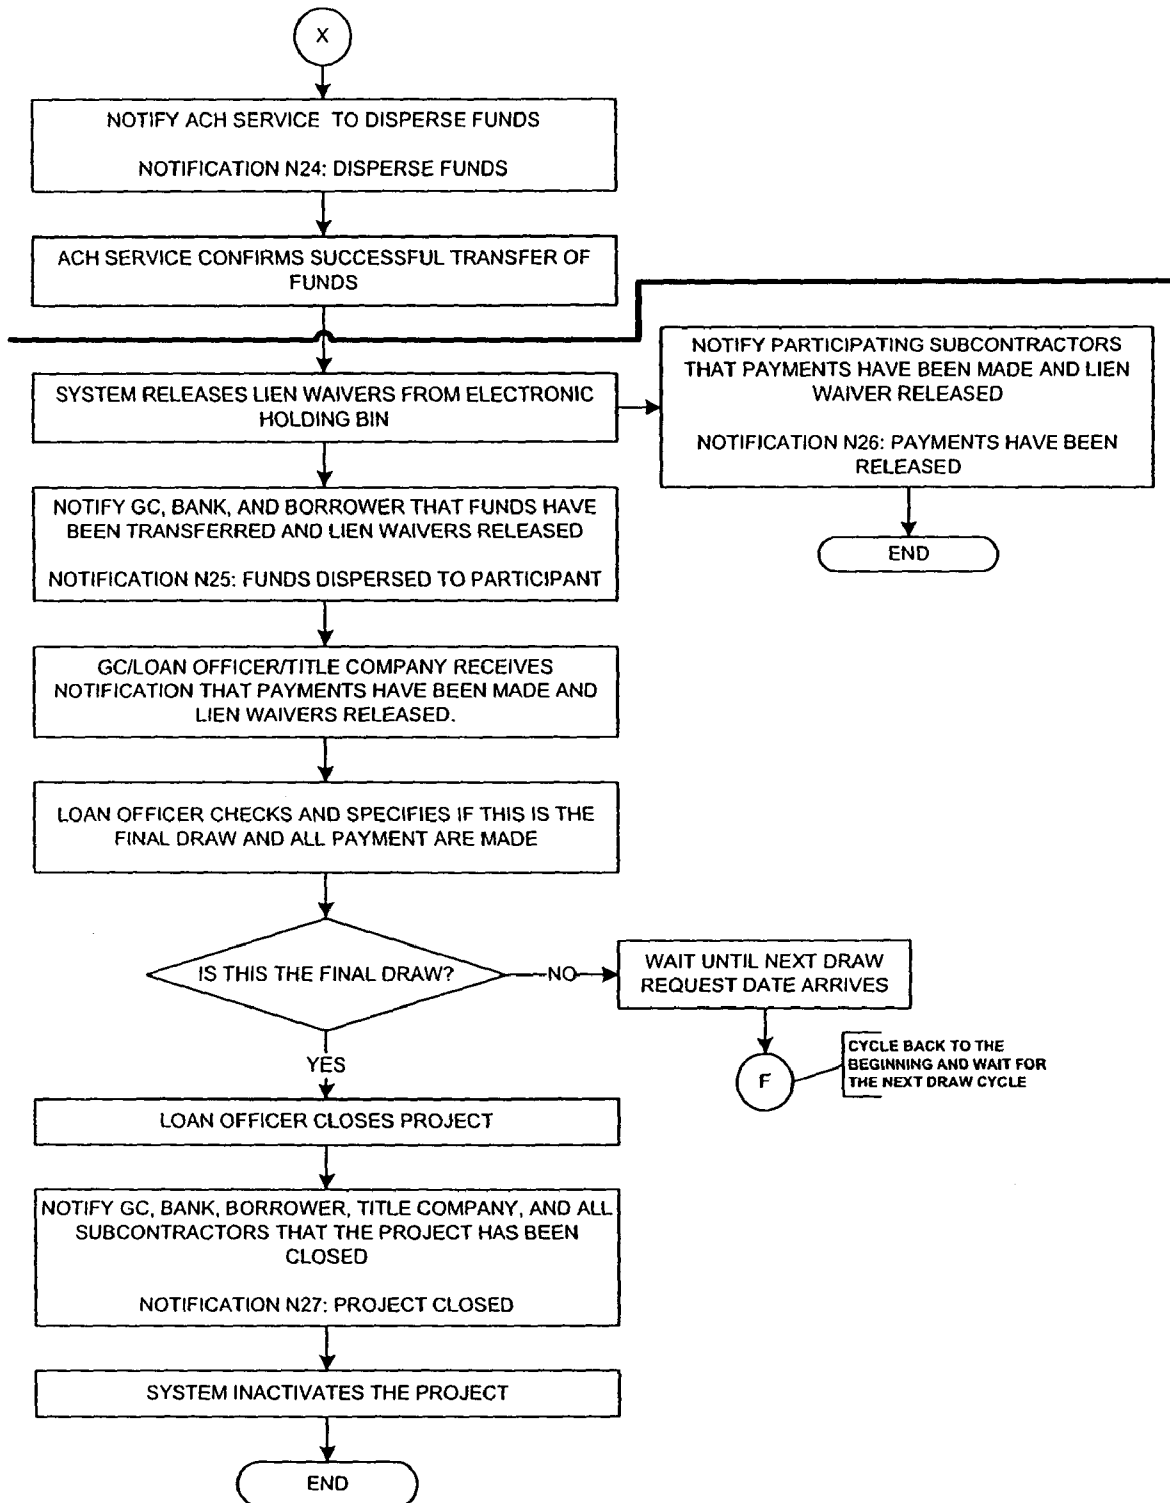 X
NOTIFY ACH SERVICE TO DISPERSE FUNDS
NOTIFICATION N24: DISPERSE FUNDS
ACH SERVICE CONFIRMS SUCCESSFUL TRANSFER OF
FUNDS
SYSTEM RELEASES LIEN WAIVERS FROM ELECTRONIC
HOLDING BIN
NOTIFY PARTICIPATING SUBCONTRACTORS
THAT PAYMENTS HAVE BEEN MADE AND LIEN
WAIVER RELEASED
NOTIFICATION N26: PAYMENTS HAVE BEEN
RELEASED
END
NOTIFY GC, BANK, AND BORROWER THAT FUNDS HAVE
BEEN TRANSFERRED AND LIEN WAIVERS RELEASED
NOTIFICATION N25: FUNDS DISPERSED TO PARTICIPANT
GC/LOAN OFFICER/TITLE COMPANY RECEIVES
NOTIFICATION THAT PAYMENTS HAVE BEEN MADE AND
LIEN WAIVERS RELEASED.
LOAN OFFICER CHECKS AND SPECIFIES IF THIS IS THE
FINAL DRAW AND ALL PAYMENT ARE MADE
IS THIS THE FINAL DRAW?
NO
WAIT UNTIL NEXT DRAW
REQUEST DATE ARRIVES
F
CYCLE BACK TO THE
BEGINNING AND WAIT FOR
THE NEXT DRAW CYCLE
YES
LOAN OFFICER CLOSES PROJECT
NOTIFY GC, BANK, BORROWER, TITLE COMPANY, AND ALL
SUBCONTRACTORS THAT THE PROJECT HAS BEEN
CLOSED
NOTIFICATION N27: PROJECT CLOSED
SYSTEM INACTIVATES THE PROJECT
END